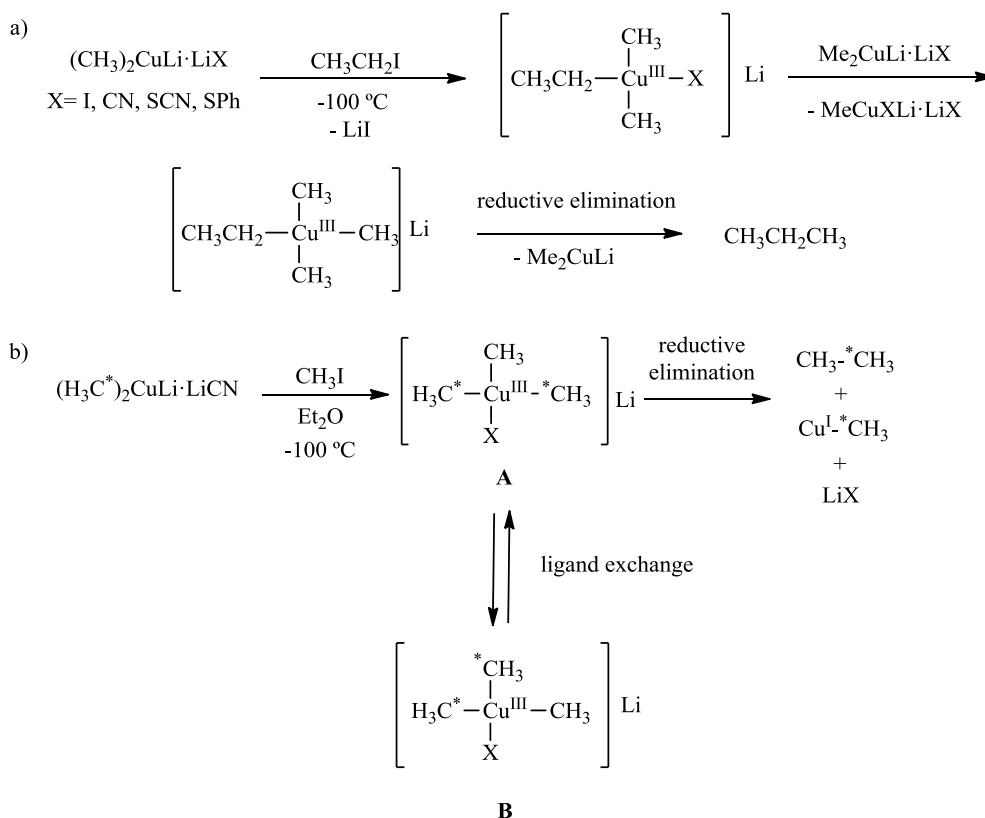 a)
(CH3)2CuLi·LiX
X= I, CN, SCN, SPh
CH3CH2I
-100 ºC
- LiI
CH3
CH3CH2 CuIII X
CH3
Li
Me2CuLi·LiX
- MeCuXLi·LiX
CH3
CH3CH2 CuIII CH3
CH3
Li
reductive elimination
- Me2CuLi
CH3CH2CH3
b)
(H3C*)2CuLi·LiCN
CH3I
Et2O
-100 ºC
CH3
H3C* CuIII *CH3
X
Li
A
reductive
elimination
CH3-*CH3
+
CuI-*CH3
+
LiX
ligand exchange
*CH3
H3C* CuIII CH3
X
Li
B